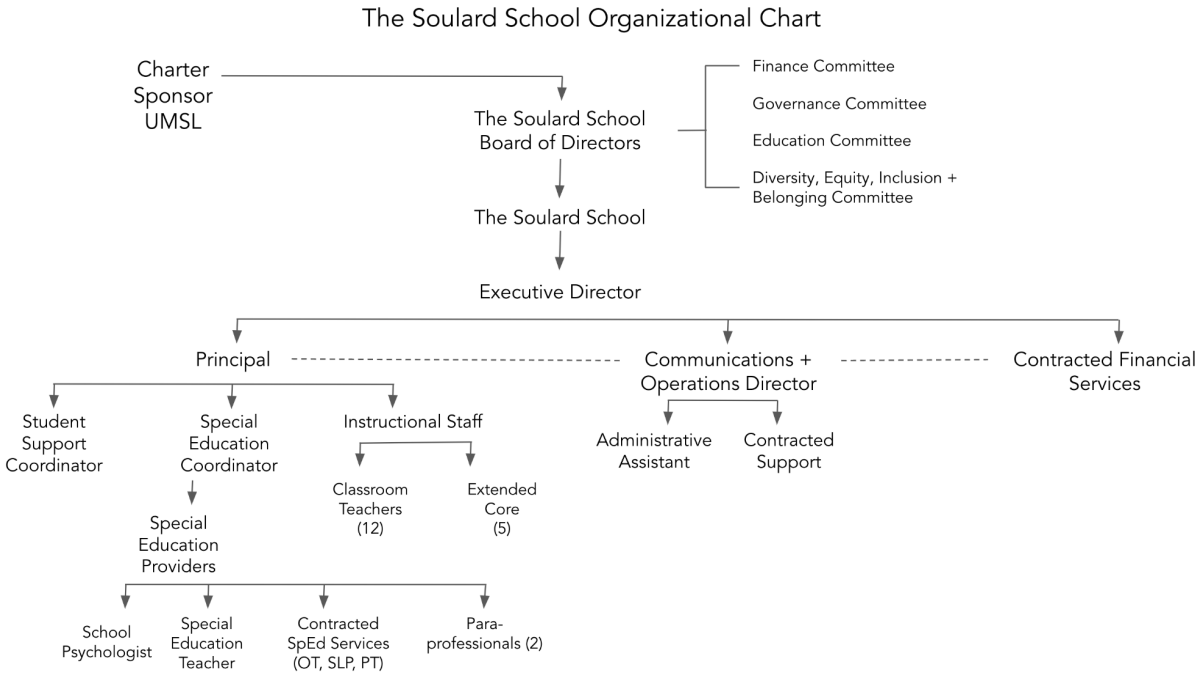 The Soulard School Organizational Chart
Charter
Sponsor
UMSL
The Soulard School
Board of Directors
Finance Committee
Governance Committee
Education Committee
Diversity, Equity, Inclusion +
Belonging Committee
The Soulard School
Executive Director
Principal
Communications +
Operations Director
Contracted Financial
Services
Student
Support
Coordinator
Special
Education
Coordinator
Instructional Staff
Administrative
Assistant
Contracted
Support
Classroom
Teachers
(12)
Extended
Core
(5)
Special
Education
Providers
School
Psychologist
Special
Education
Teacher
Contracted
SpEd Services
(OT, SLP, PT)
Para-
professionals (2)